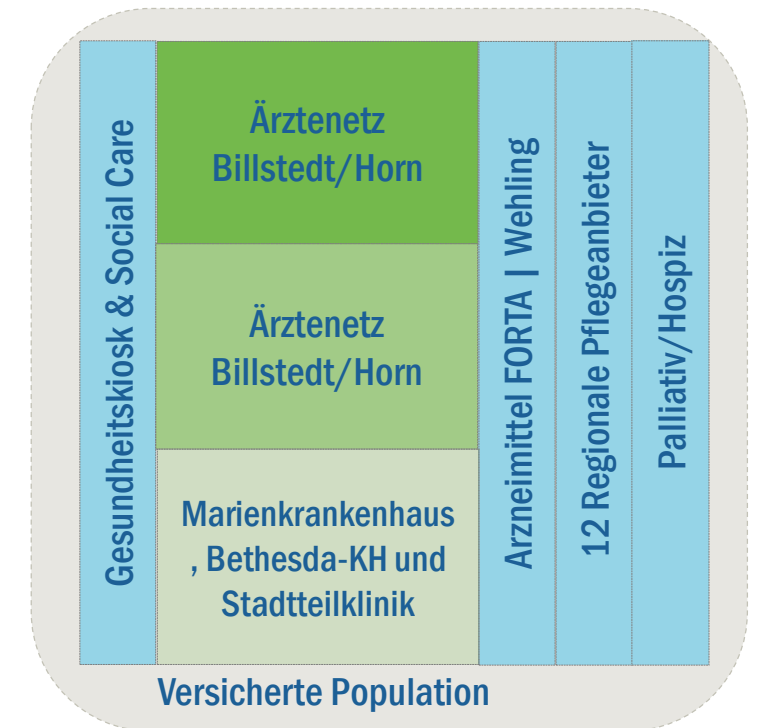 Gesundheitskiosk & Social Care
Ärztenetz
Billstedt/Horn
Ärztenetz
Billstedt/Horn
Marienkrankenhaus
, Bethesda-KH und
Stadtteilklinik
Arzneimittel FORTA | Wehling
12 Regionale Pflegeanbieter
Palliativ/Hospiz
Versicherte Population